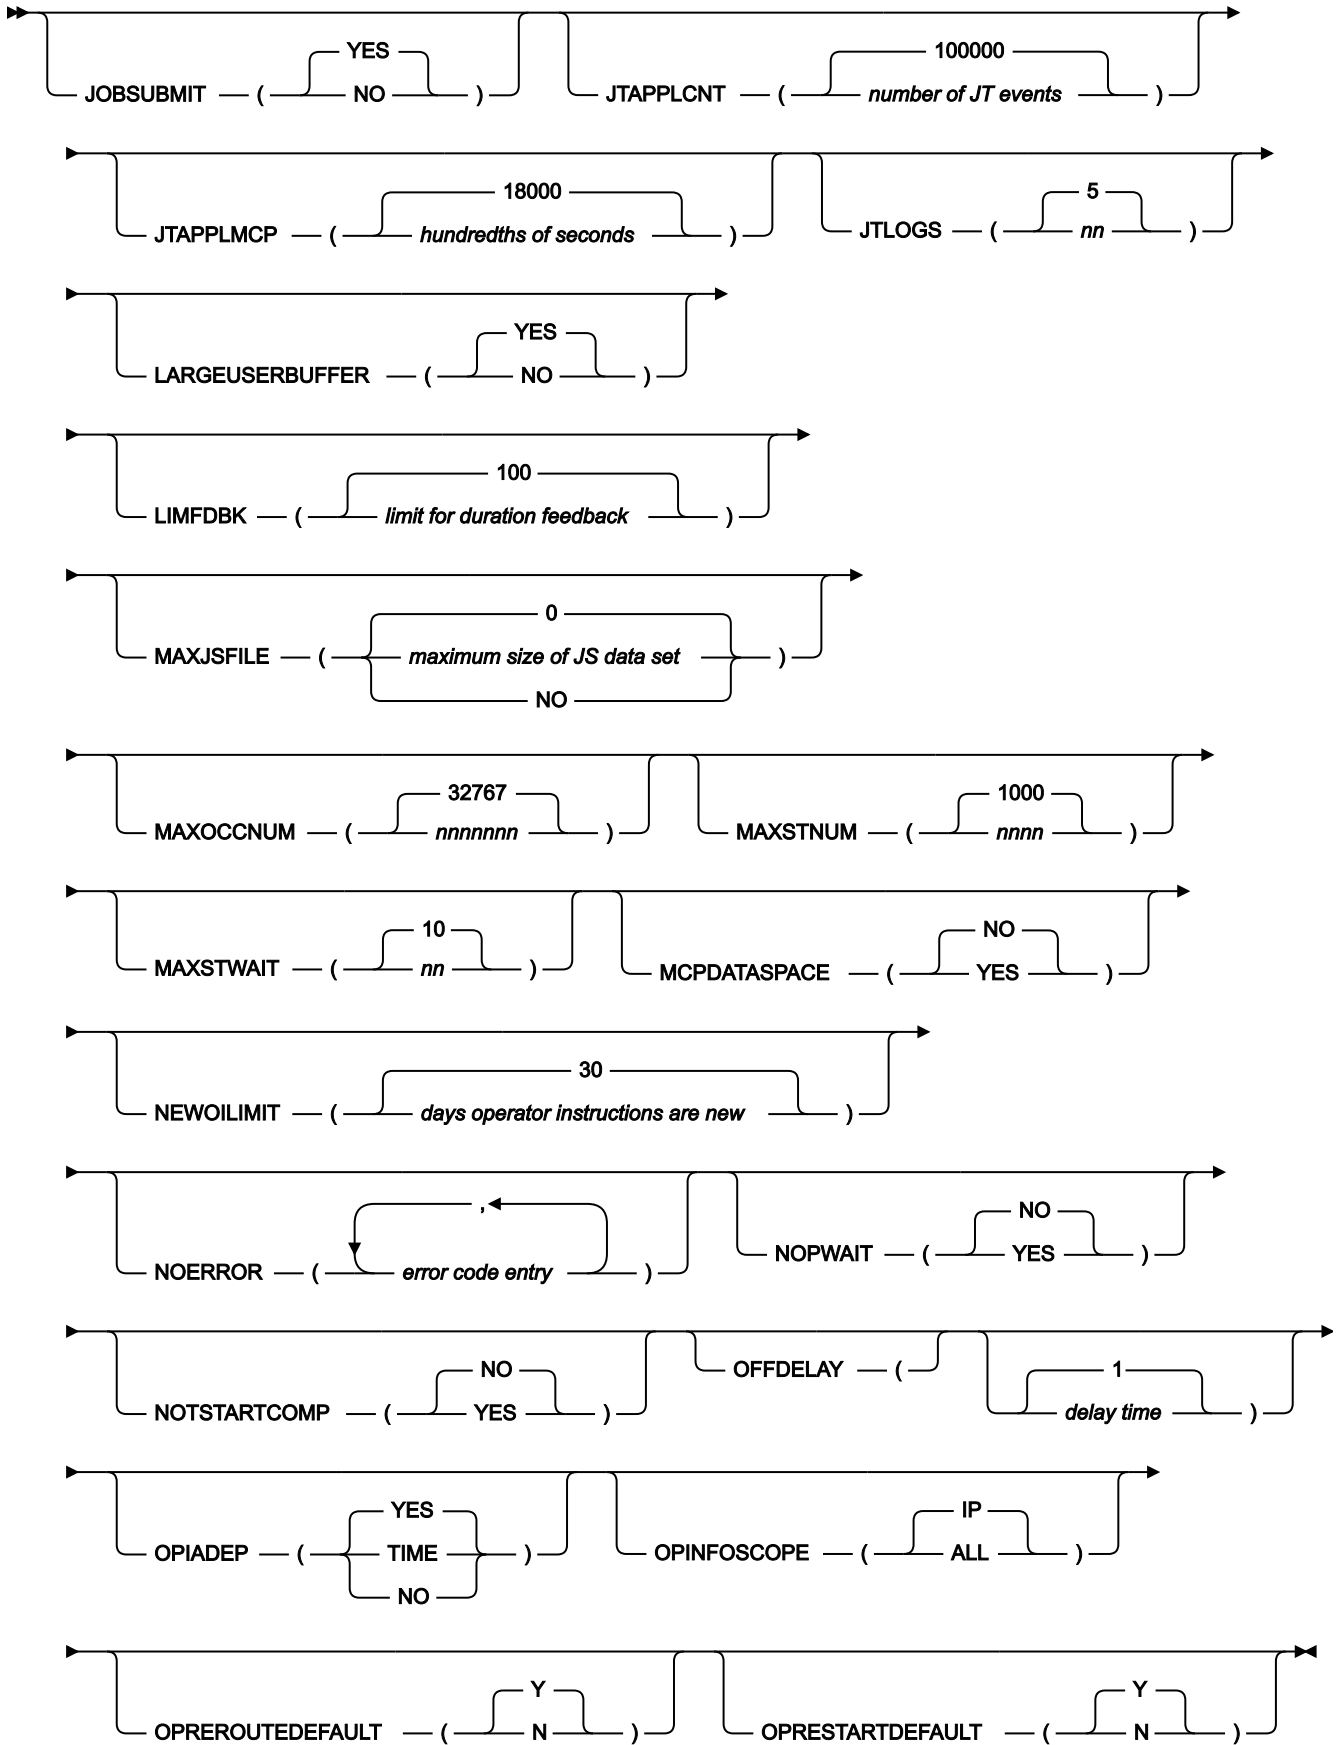 YES
JOBSUBMIT ( NO )
100000
JTAPPLCNT ( number of JT events )
18000
JTAPPLMCP ( hundredths of seconds )
5
JTLOGS ( nn )
YES
LARGEUSERBUFFER ( NO )
100
LIMFDBK ( limit for duration feedback )
0
MAXJSFILE ( maximum size of JS data set )
NO
32767
MAXOCCNUM ( nnnnnnn )
1000
MAXSTNUM ( nnnn )
10
MAXSTWAIT ( nn )
NO
MCPDATASPACE ( YES )
30
NEWOILIMIT ( days operator instructions are new )
,
NOERROR ( error code entry )
NO
NOPWAIT ( YES )
NO
NOTSTARTCOMP ( YES )
OFFDELAY (
1
delay time )
YES
OPIADEP ( TIME )
NO
IP
OPINFOSCOPE ( ALL )
Y
OPREROUTEDEFAULT ( N )
Y
OPRESTARTDEFAULT ( N )